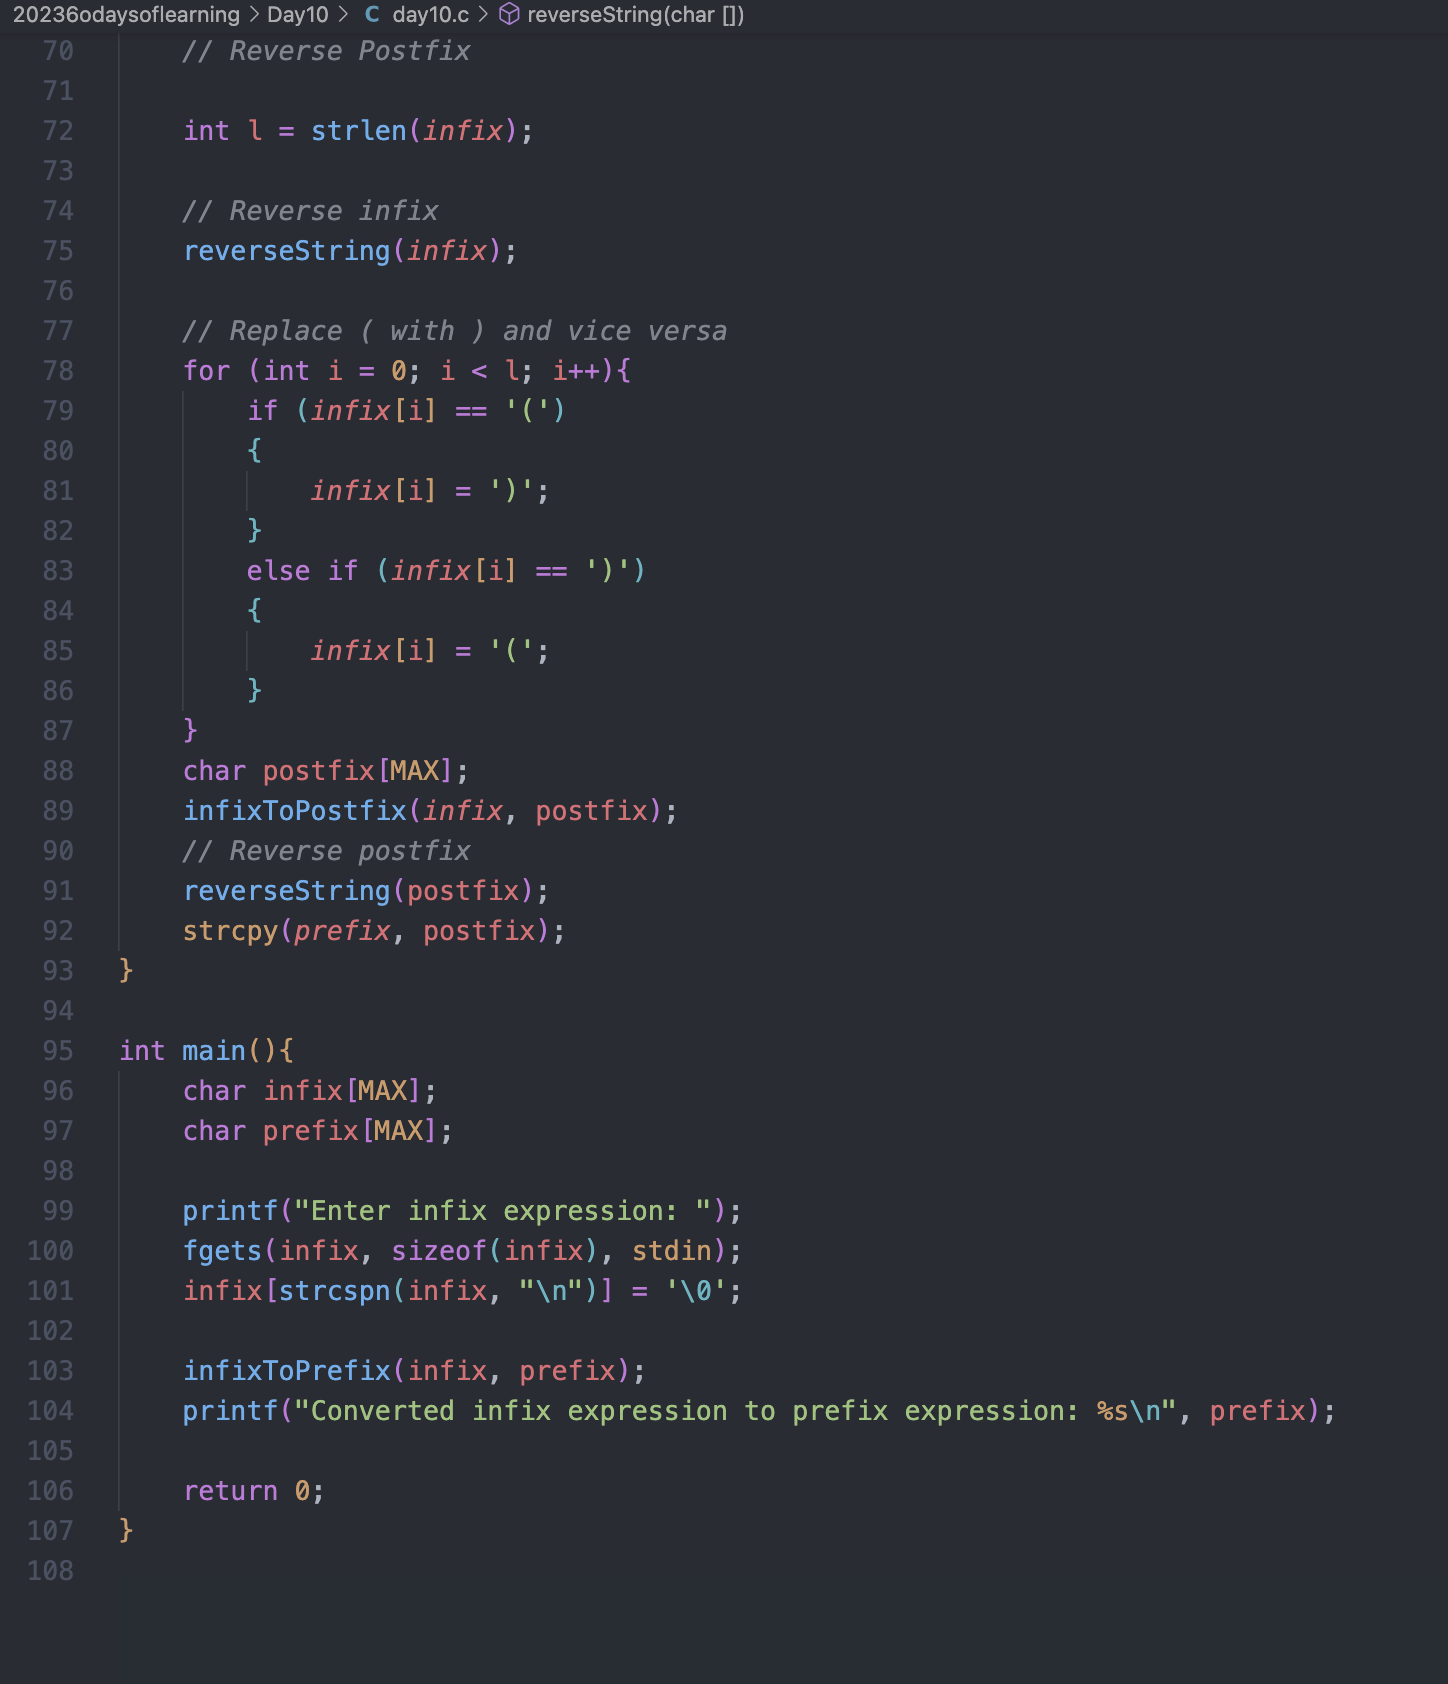 20236odaysoflearning > Day10 > C day10.c > reverseString(char [])
70 // Reverse Postfix
71
72 int l = strlen(infix);
73
74 // Reverse infix
75 reverseString(infix);
76
77 // Replace ( with ) and vice versa
78 for (int i = 0; i < l; i++){
79 if (infix[i] == '(')
80 {
81 infix[i] = ')';
82 }
83 else if (infix[i] == ')')
84 {
85 infix[i] = '(';
86 }
87 }
88 char postfix[MAX];
89 infixToPostfix(infix, postfix);
90 // Reverse postfix
91 reverseString(postfix);
92 strcpy(prefix, postfix);
93 }
94
95 int main(){
96 char infix[MAX];
97 char prefix[MAX];
98
99 printf("Enter infix expression: ");
100 fgets(infix, sizeof(infix), stdin);
101 infix[strcspn(infix, "\n")] = '\0';
102
103 infixToPrefix(infix, prefix);
104 printf("Converted infix expression to prefix expression: %s\n", prefix);
105
106 return 0;
107 }
108